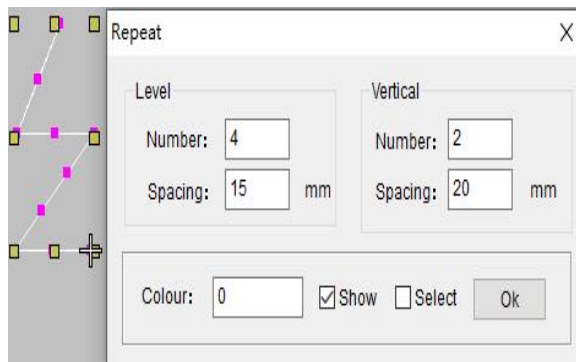 Repeat X
Level Vertical
Number: 4 Number: 2
Spacing: 15 mm Spacing: 20 mm
Colour: 0 Show Select Ok